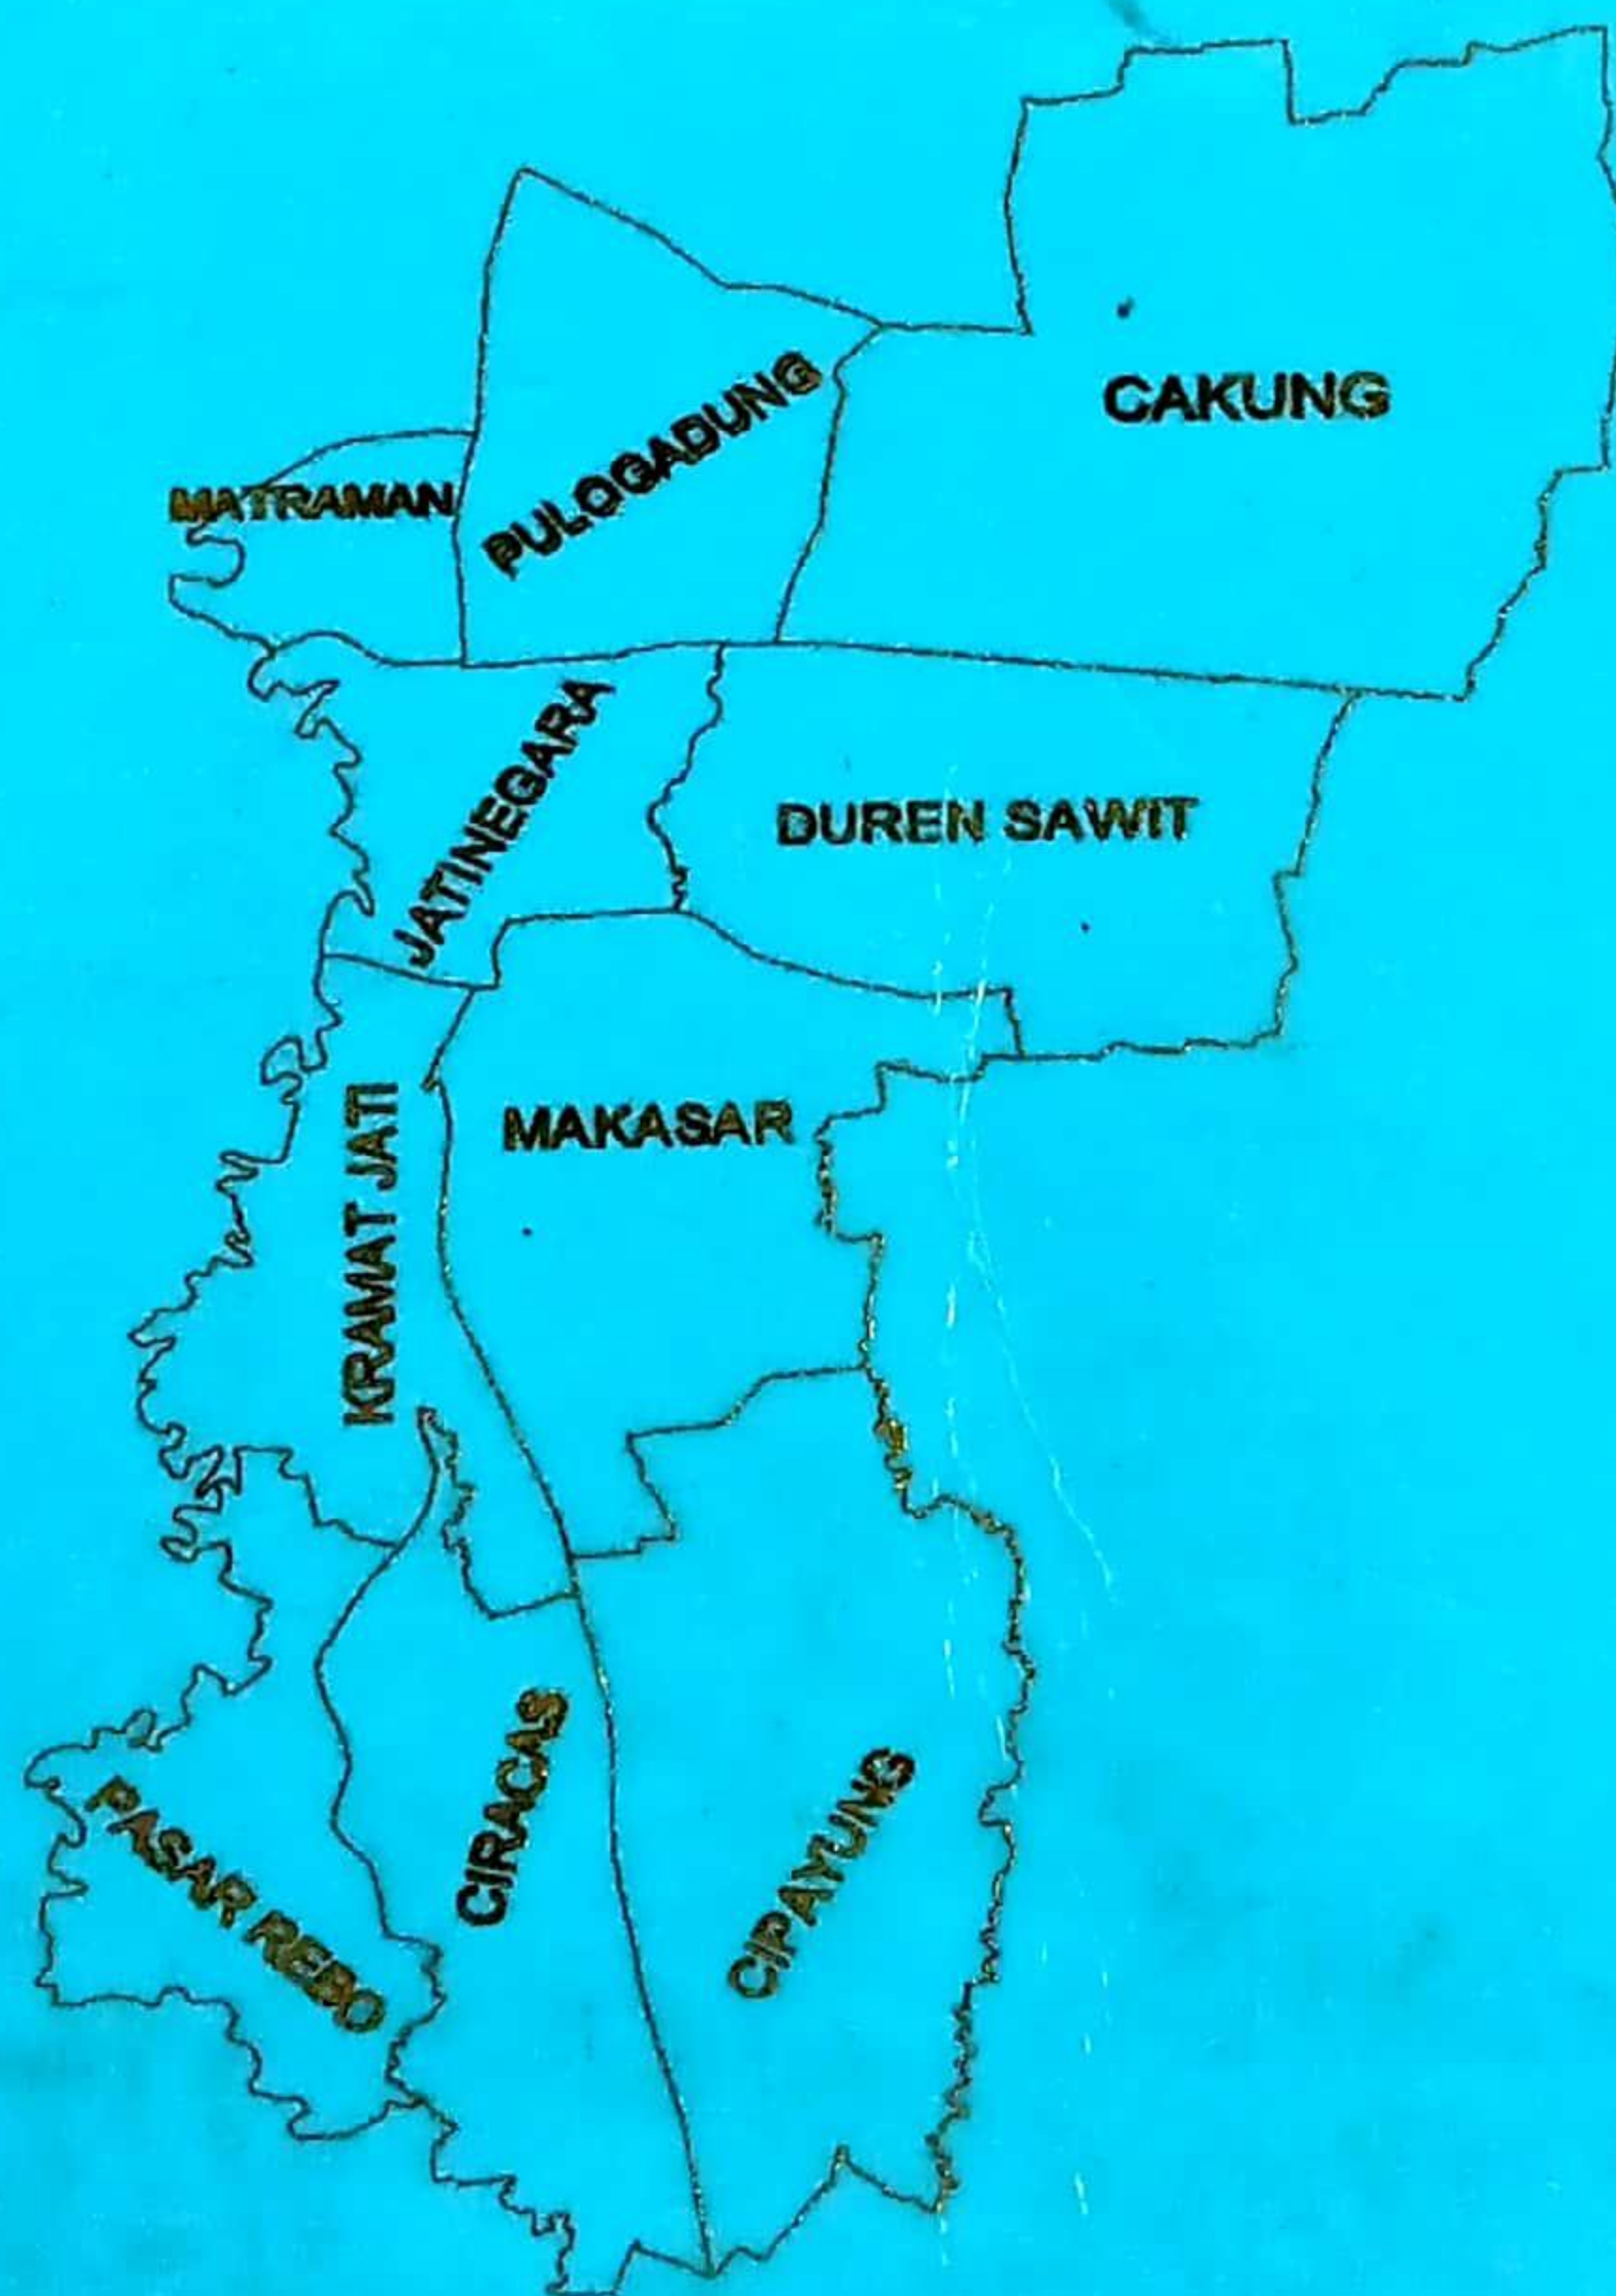 CAKUNG
PULOGADUNG
MATRAMAN
JATINEGARA
DUREN SAWIT
MAKASAR
KRAMAT JATI
CIRACAS
CIPAYUNG
PASAR REBO